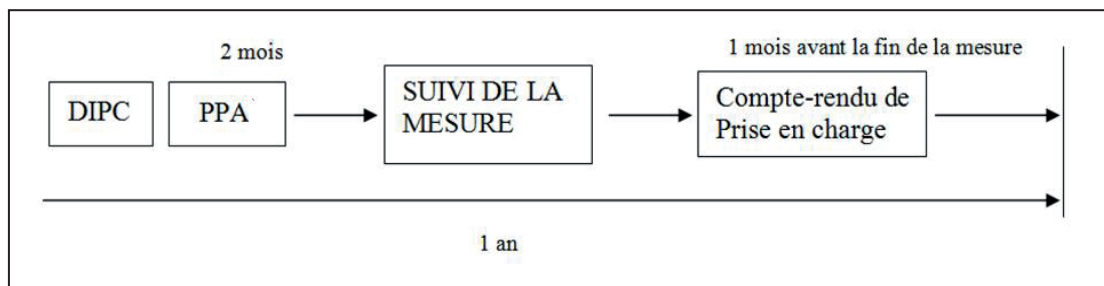 2 mois
1 mois avant la fin de la mesure
DIPC
PPA
SUIVI DE LA
MESURE
Compte-rendu de
Prise en charge
1 an